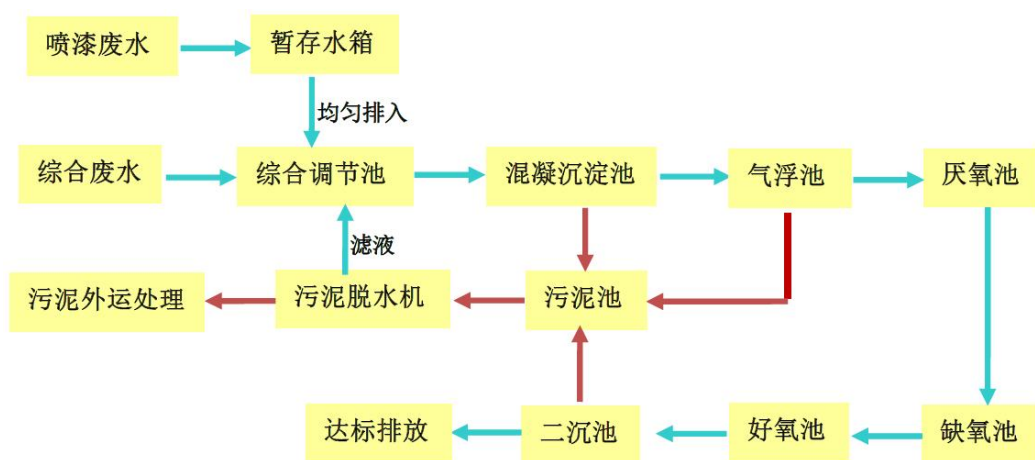 喷漆废水
暂存水箱
均匀排入
综合废水
综合调节池
混凝沉淀池
气浮池
厌氧池
滤液
污泥外运处理
污泥脱水机
污泥池
达标排放
二沉池
好氧池
缺氧池